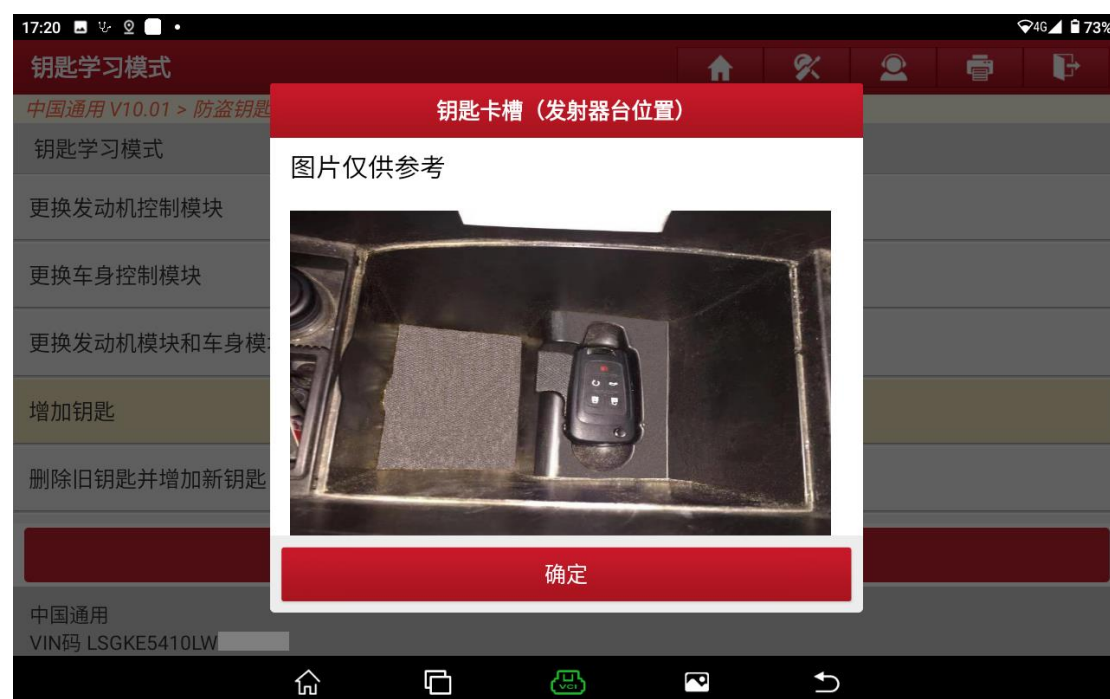 17:20
4G 73%
钥匙学习模式
中国通用 V10.01 > 防盗钥匙
钥匙卡槽（发射器台位置）
钥匙学习模式
图片仅供参考
更换发动机控制模块
更换车身控制模块
更换发动机模块和车身模
增加钥匙
删除旧钥匙并增加新钥匙
确定
中国通用
VIN码 LSGKE5410LW
VCI